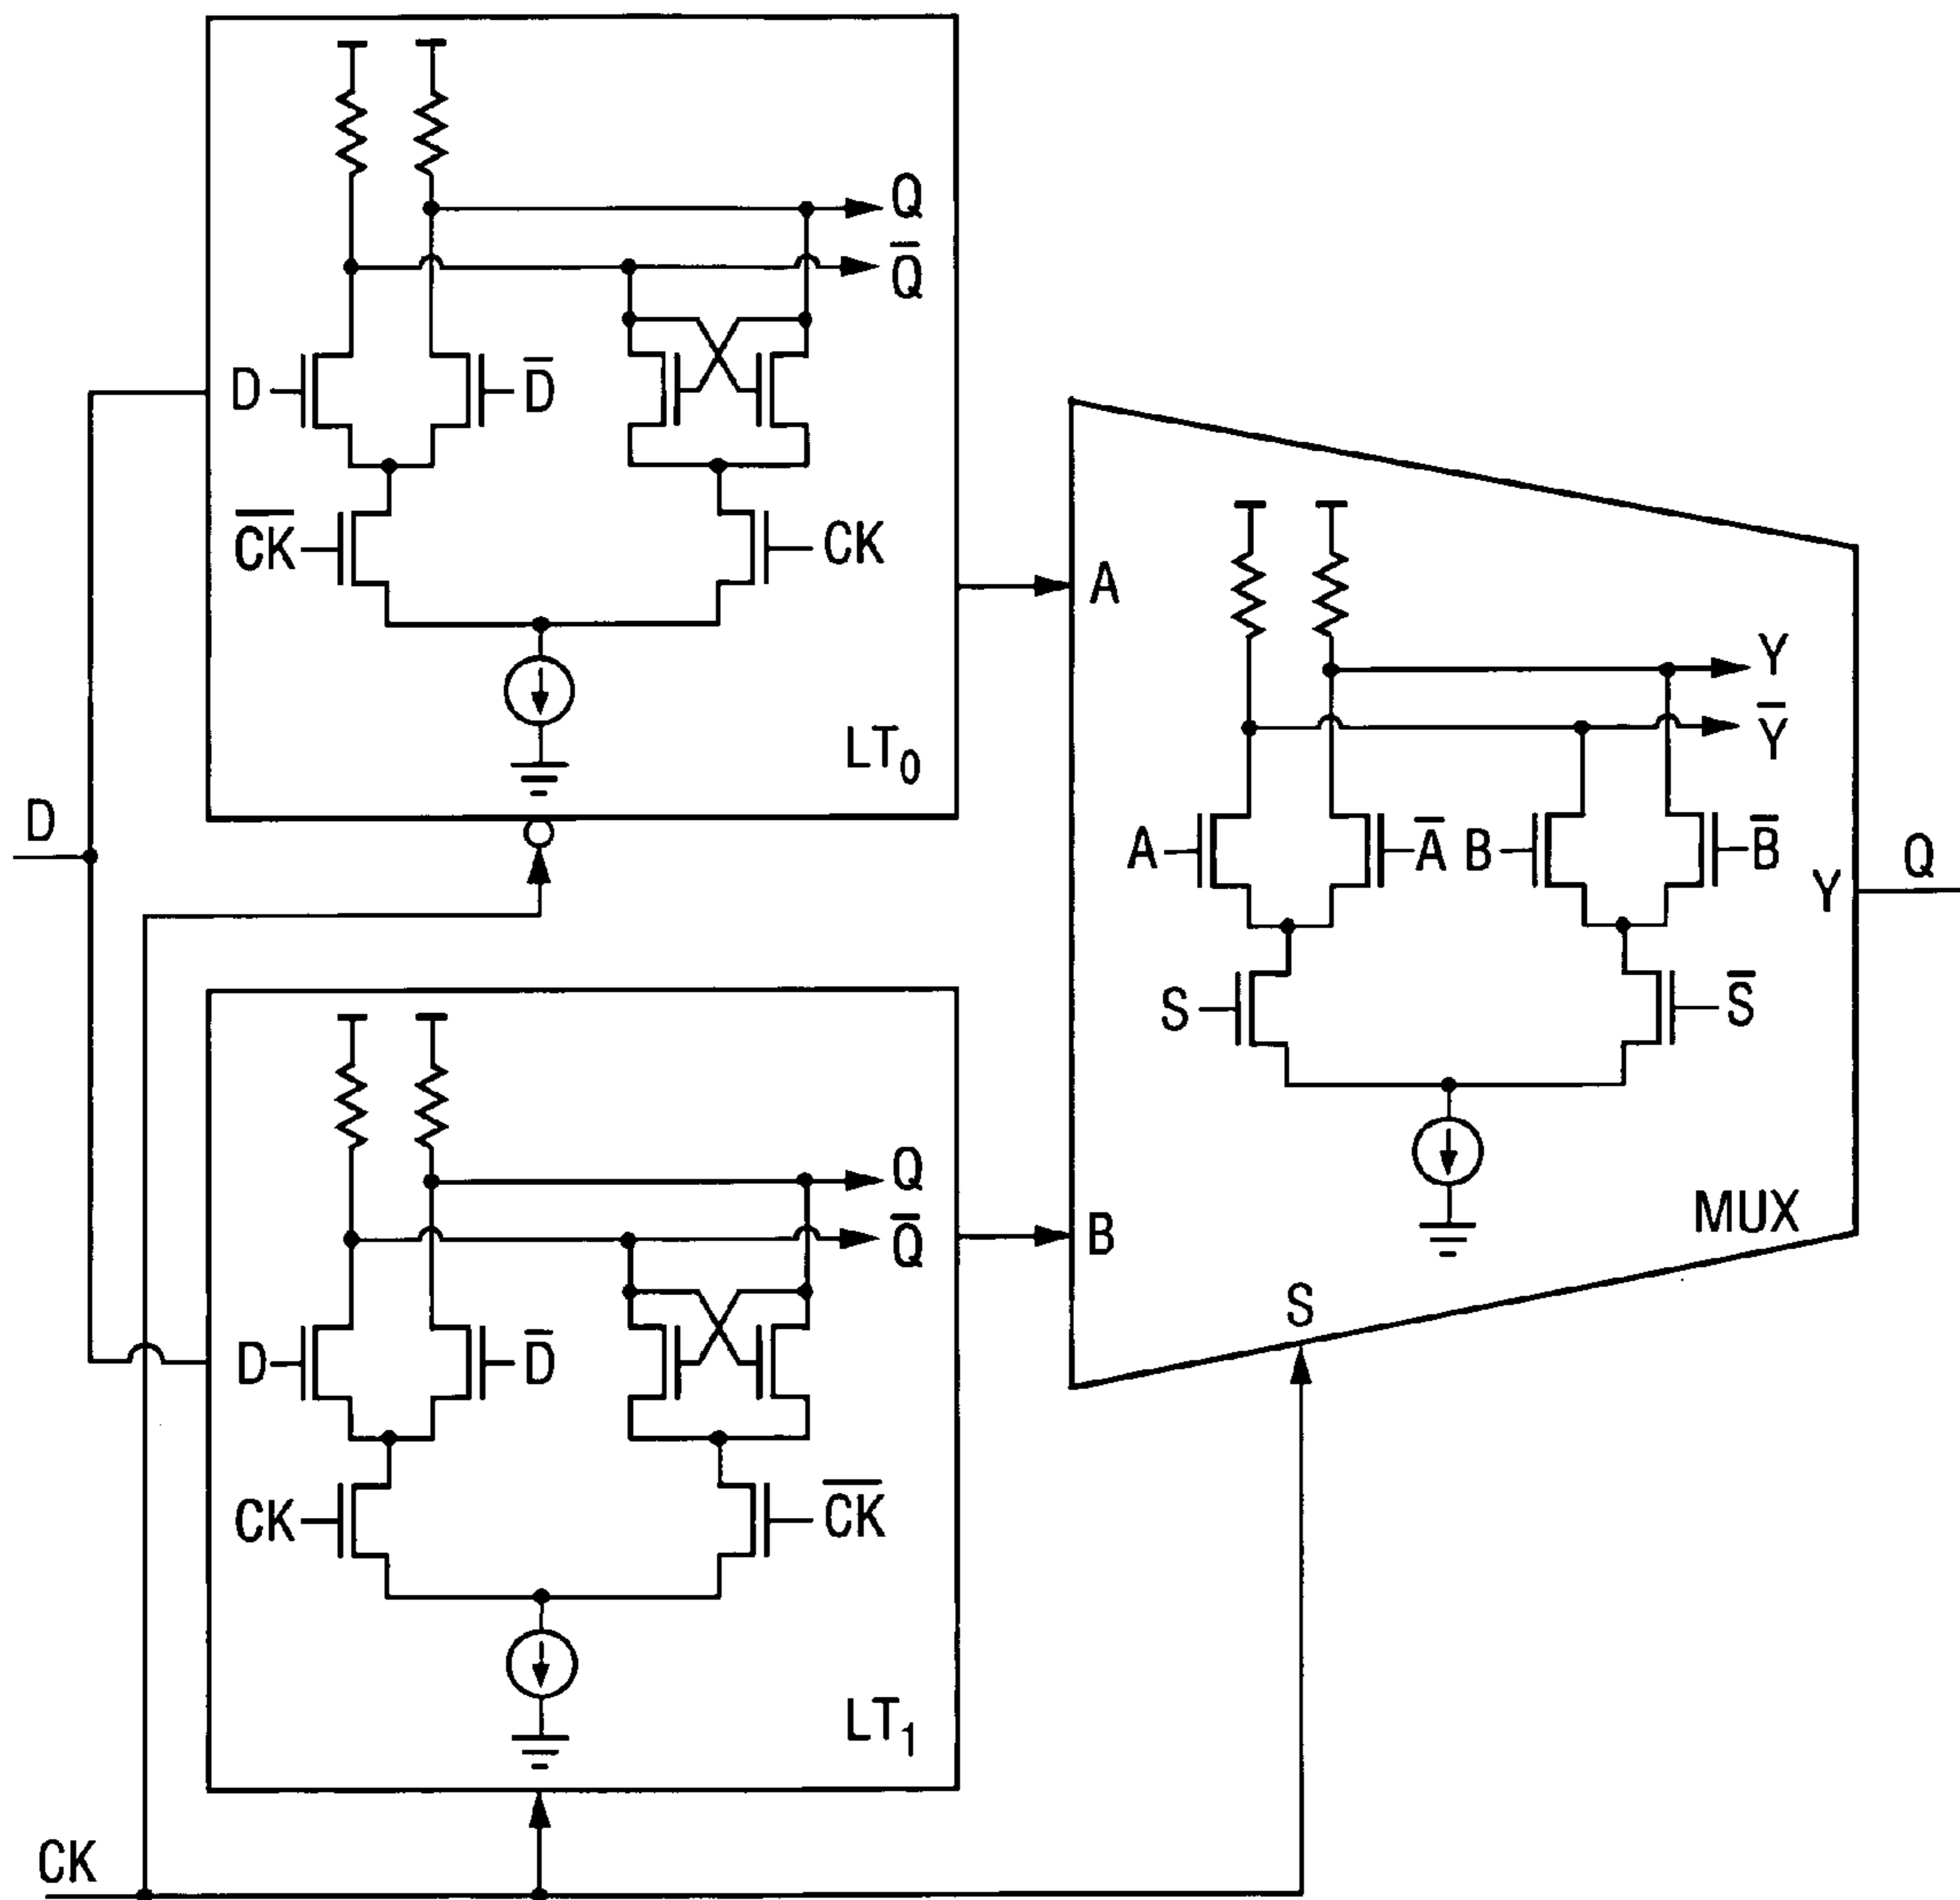 Q
Q̅
D
D̅
C̅K̅
CK
LT₀
D
A
Y
Y̅
A
A̅
B
B̅
Y
Q
S
S̅
MUX
B
S
Q
Q̅
D
D̅
CK
C̅K̅
LT₁
CK